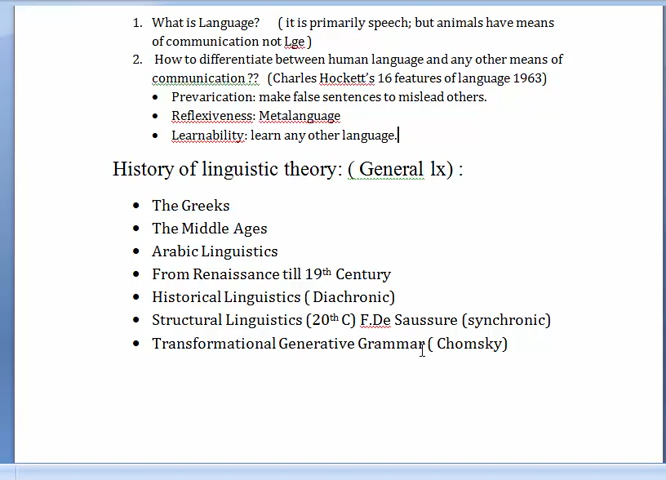 1. What is Language? ( it is primarily speech; but animals have means
of communication not Lge )
2. How to differentiate between human language and any other means of
communication ?? (Charles Hockett's 16 features of language 1963)
• Prevarication: make false sentences to mislead others.
• Reflexiveness: Metalanguage
• Learnability: learn any other language.
History of linguistic theory: ( General lx) :
• The Greeks
• The Middle Ages
• Arabic Linguistics
• From Renaissance till 19th Century
• Historical Linguistics ( Diachronic)
• Structural Linguistics (20th C) F.De Saussure (synchronic)
• Transformational Generative Grammar ( Chomsky)